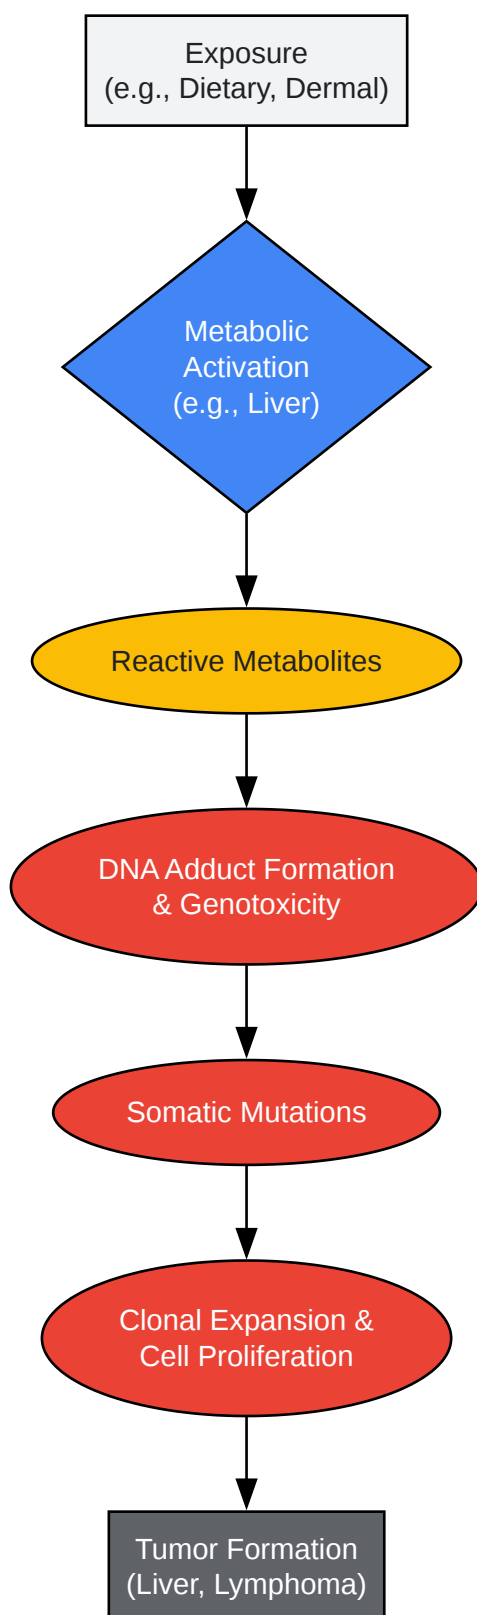 Exposure
(e.g., Dietary, Dermal)
Metabolic
Activation
(e.g., Liver)
Reactive Metabolites
DNA Adduct Formation
& Genotoxicity
Somatic Mutations
Clonal Expansion &
Cell Proliferation
Tumor Formation
(Liver, Lymphoma)